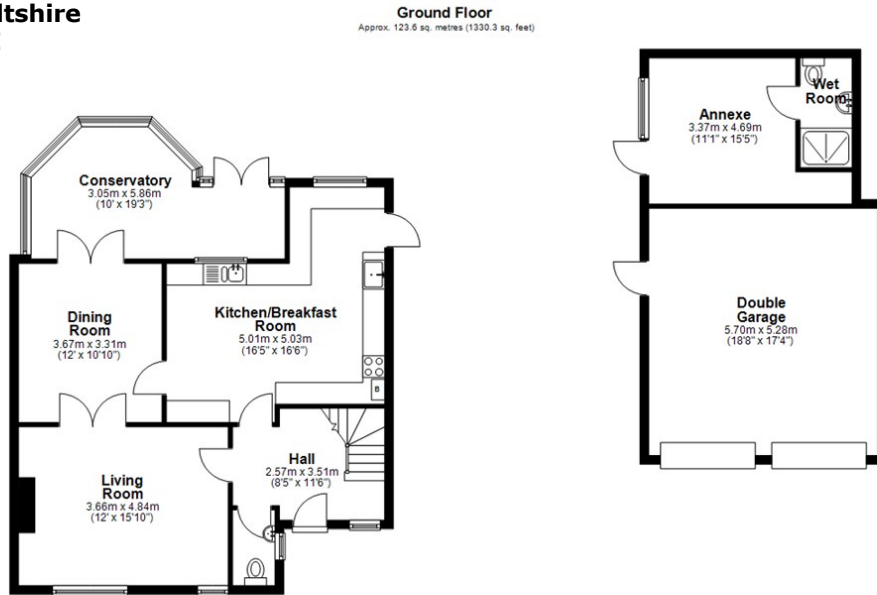 ltshire
Ground Floor
Approx. 123.6 sq. metres (1330.3 sq. feet)
Conservatory
3.05m x 5.86m
(10' x 19'3")
Annexe
3.37m x 4.69m
(11'1" x 15'5")
Wet
Room
Dining
Room
3.67m x 3.31m
(12' x 10'10")
Kitchen/Breakfast
Room
5.01m x 5.03m
(16'5" x 16'6")
Double
Garage
5.70m x 5.28m
(18'8" x 17'4")
Living
Room
3.66m x 4.84m
(12' x 15'10")
Hall
2.57m x 3.51m
(8'5" x 11'6")